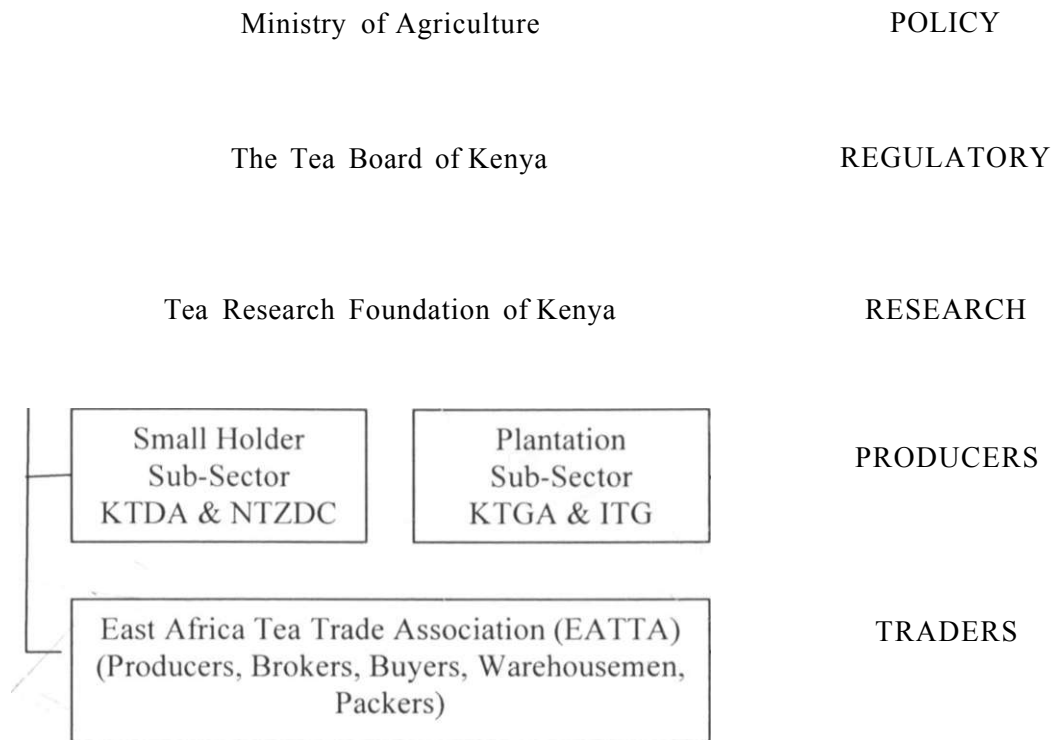 Ministry of Agriculture POLICY
The Tea Board of Kenya REGULATORY
Tea Research Foundation of Kenya RESEARCH
Small Holder
Sub-Sector
KTDA & NTZDC
Plantation
Sub-Sector
KTGA & ITG
PRODUCERS
East Africa Tea Trade Association (EATTA)
(Producers, Brokers, Buyers, Warehousemen,
Packers)
TRADERS